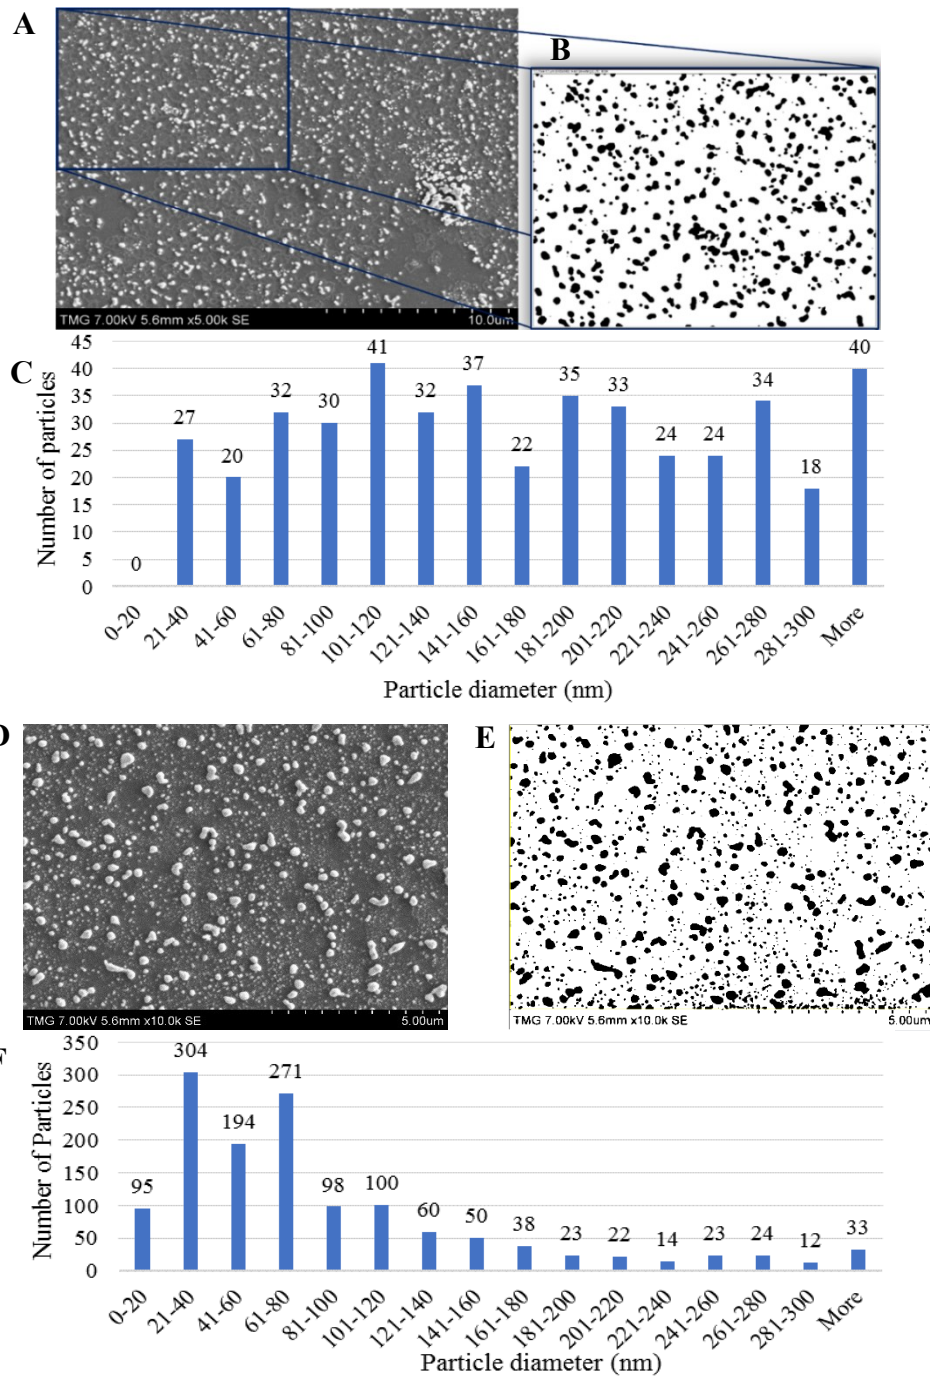 A
B
TMG 7.00kV 5.6mm x5.00k SE 10.0um
C
Number of particles
45
40
35
30
25
20
15
10
5
0
0 27 20 32 30 41 32 37 22 35 33 24 24 34 18 40
0-20 21-40 41-60 61-80 81-100 101-120 121-140 141-160 161-180 181-200 201-220 221-240 241-260 261-280 281-300 More
Particle diameter (nm)
E
TMG 7.00kV 5.6mm x10.0k SE 5.00um
TMG 7.00kV 5.6mm x10.0k SE 5.00um
Number of Particles
350
300
250
200
150
100
50
0
95 304 194 271 98 100 60 50 38 23 22 14 23 24 12 33
0-20 21-40 41-60 61-80 81-100 101-120 121-140 141-160 161-180 181-200 201-220 221-240 241-260 261-280 281-300 More
Particle diameter (nm)